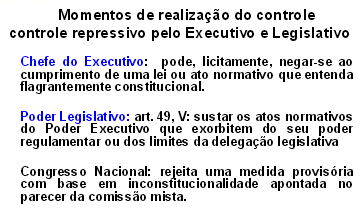 Momentos de realização do controle
controle repressivo pelo Executivo e Legislativo
Chefe do Executivo: pode, licitamente, negar-se ao
cumprimento de uma lei ou ato normativo que entenda
flagrantemente constitucional.
Poder Legislativo: art. 49, V: sustar os atos normativos
do Poder Executivo que exorbitem do seu poder
regulamentar ou dos limites da delegação legislativa
Congresso Nacional: rejeita uma medida provisória
com base em inconstitucionalidade apontada no
parecer da comissão mista.